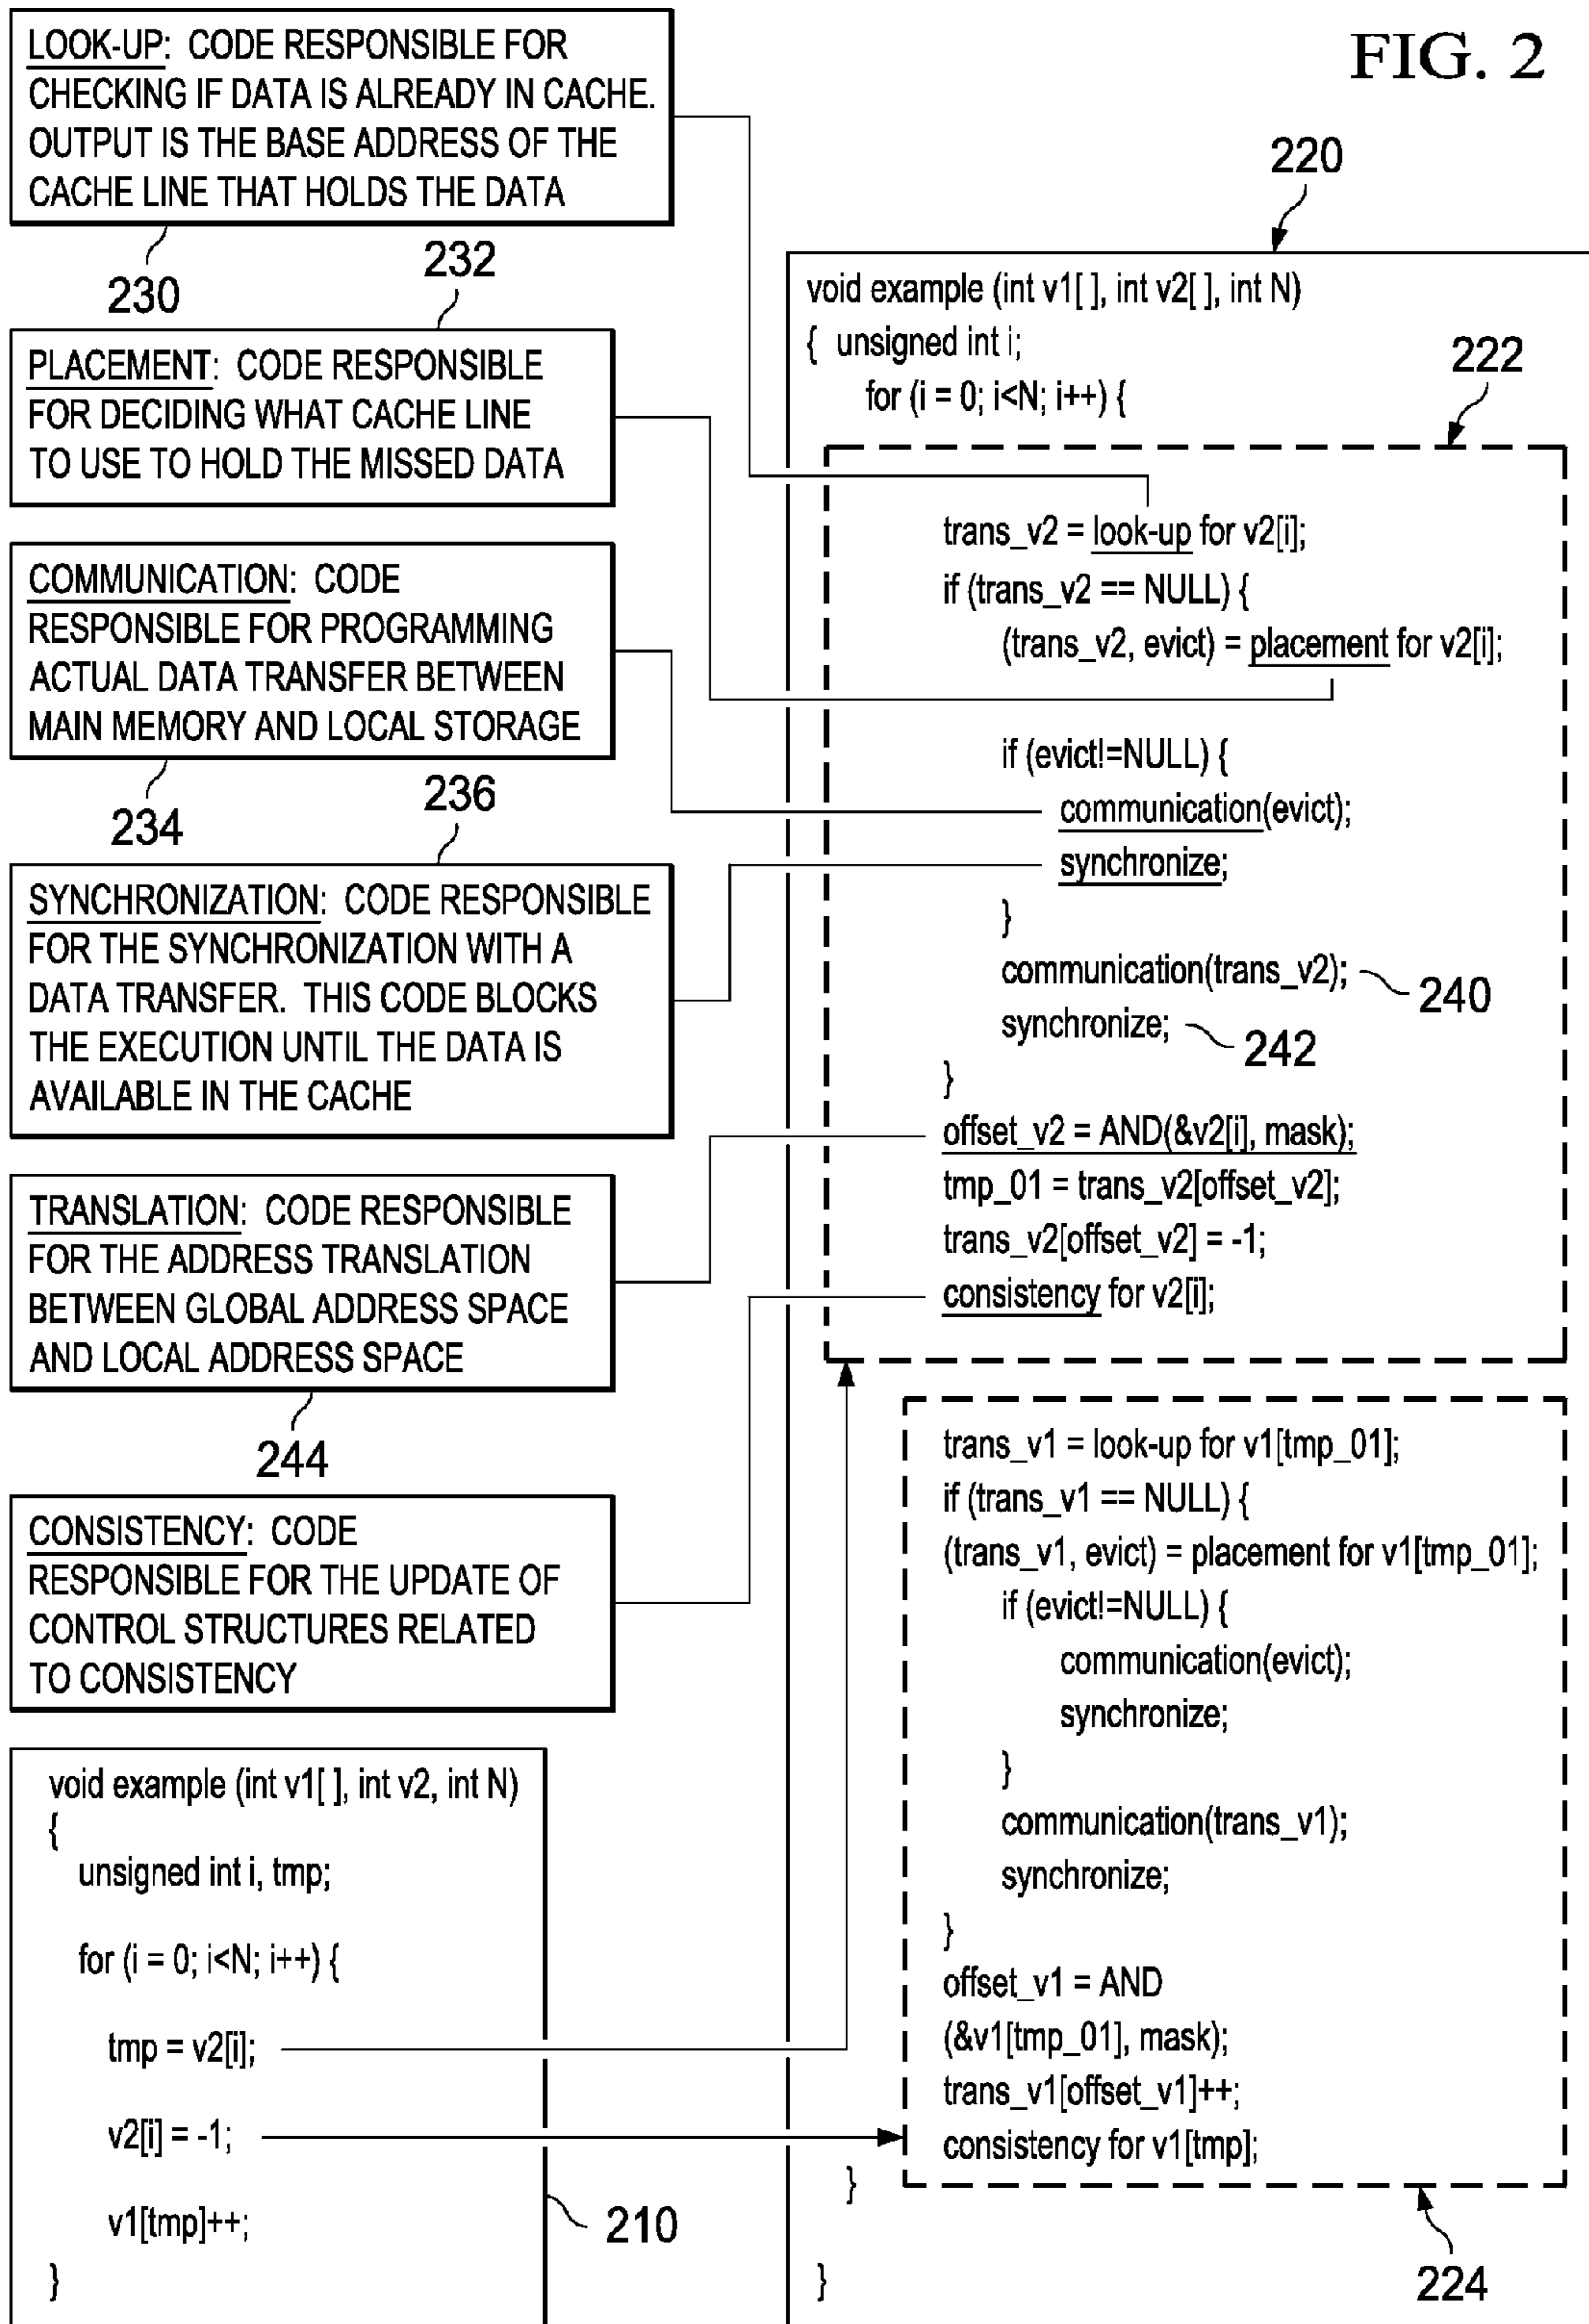 FIG. 2
LOOK-UP: CODE RESPONSIBLE FOR
CHECKING IF DATA IS ALREADY IN CACHE.
OUTPUT IS THE BASE ADDRESS OF THE
CACHE LINE THAT HOLDS THE DATA
230
232
PLACEMENT: CODE RESPONSIBLE
FOR DECIDING WHAT CACHE LINE
TO USE TO HOLD THE MISSED DATA
COMMUNICATION: CODE
RESPONSIBLE FOR PROGRAMMING
ACTUAL DATA TRANSFER BETWEEN
MAIN MEMORY AND LOCAL STORAGE
234
236
SYNCHRONIZATION: CODE RESPONSIBLE
FOR THE SYNCHRONIZATION WITH A
DATA TRANSFER. THIS CODE BLOCKS
THE EXECUTION UNTIL THE DATA IS
AVAILABLE IN THE CACHE
TRANSLATION: CODE RESPONSIBLE
FOR THE ADDRESS TRANSLATION
BETWEEN GLOBAL ADDRESS SPACE
AND LOCAL ADDRESS SPACE
244
CONSISTENCY: CODE
RESPONSIBLE FOR THE UPDATE OF
CONTROL STRUCTURES RELATED
TO CONSISTENCY
void example (int v1[ ], int v2, int N)
{
unsigned int i, tmp;
for (i = 0; i<N; i++) {
tmp = v2[i];
v2[i] = -1;
v1[tmp]++;
}
210
220
void example (int v1[ ], int v2[ ], int N)
{ unsigned int i;
for (i = 0; i<N; i++) {
222
trans_v2 = look-up for v2[i];
if (trans_v2 == NULL) {
(trans_v2, evict) = placement for v2[i];
if (evict!=NULL) {
communication(evict);
synchronize;
}
communication(trans_v2);
240
synchronize;
242
}
offset_v2 = AND(&v2[i], mask);
tmp_01 = trans_v2[offset_v2];
trans_v2[offset_v2] = -1;
consistency for v2[i];
trans_v1 = look-up for v1[tmp_01];
if (trans_v1 == NULL) {
(trans_v1, evict) = placement for v1[tmp_01];
if (evict!=NULL) {
communication(evict);
synchronize;
}
communication(trans_v1);
synchronize;
}
offset_v1 = AND
(&v1[tmp_01], mask);
trans_v1[offset_v1]++;
consistency for v1[tmp];
}
}
224